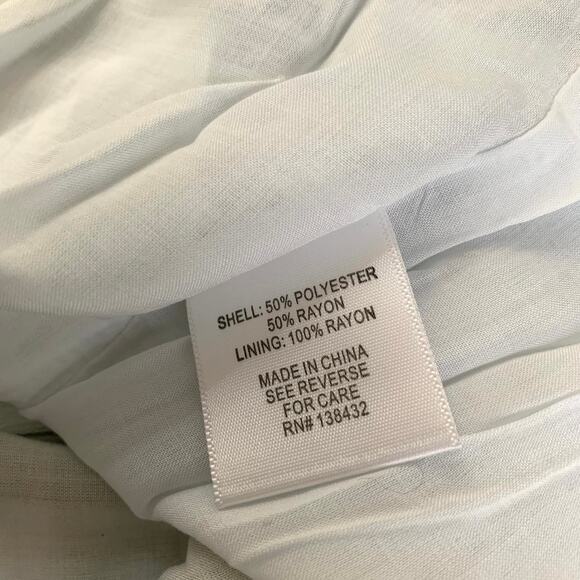 SHELL: 50% POLYESTER
50% RAYON
LINING: 100% RAYON
MADE IN CHINA
SEE REVERSE
FOR CARE
RN# 138432